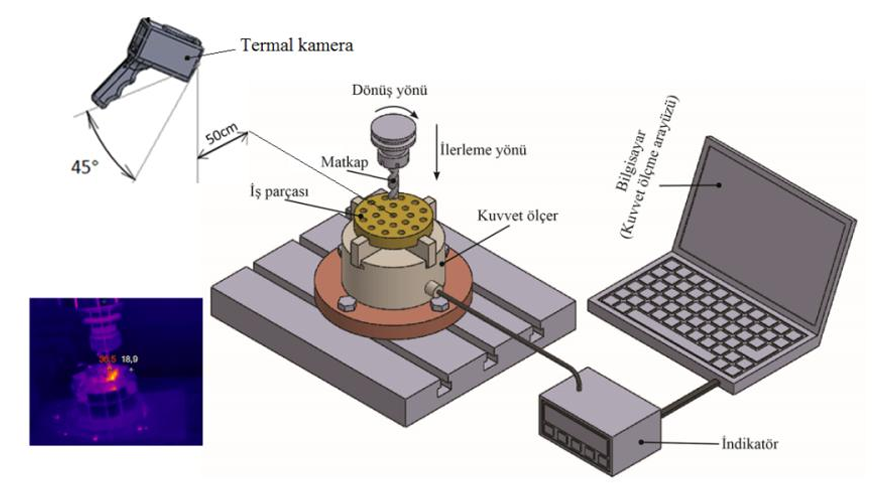 Termal kamera
Dönüş yönü
50cm
45°
Matkap
İlerleme yönü
İş parçası
Kuvvet ölçer
Bilgisayar
(Kuvvet ölçme arayüzü)
36,5 18,9
İndikatör